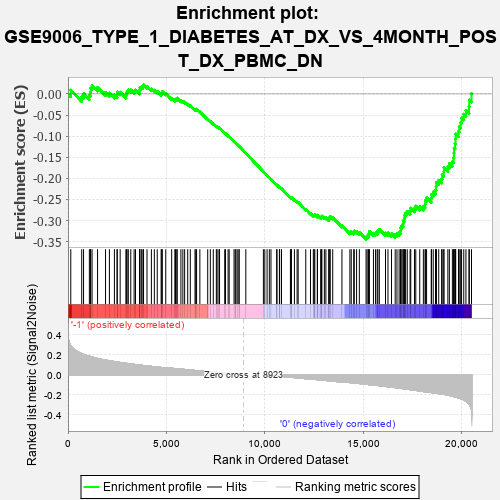 Enrichment plot:
GSE9006_TYPE_1_DIABETES_AT_DX_VS_4MONTH_POS
T_DX_PBMC_DN
Enrichment score (ES)
0.00
-0.05
-0.10
-0.15
-0.20
-0.25
-0.30
-0.35
'-1' (positively correlated)
Ranked list metric (Signal2Noise)
0.4
0.2
0.0
-0.2
-0.4
Zero cross at 8923
'0' (negatively correlated)
0
5,000
10,000
15,000
20,000
Rank in Ordered Dataset
Enrichment profile
Hits
Ranking metric scores